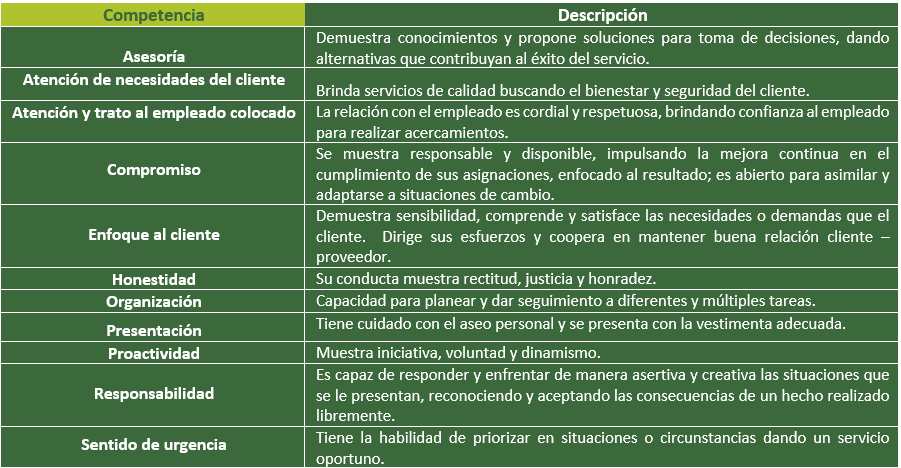 Competencia
Descripción
Asesoría
Demuestra conocimientos y propone soluciones para toma de decisiones, dando
alternativas que contribuyan al éxito del servicio.
Atención de necesidades del cliente
Brinda servicios de calidad buscando el bienestar y seguridad del cliente.
Atención y trato al empleado colocado
La relación con el empleado es cordial y respetuosa, brindando confianza al empleado
para realizar acercamientos.
Compromiso
Se muestra responsable y disponible, impulsando la mejora continua en el
cumplimiento de sus asignaciones, enfocado al resultado; es abierto para asimilar y
adaptarse a situaciones de cambio.
Enfoque al cliente
Demuestra sensibilidad, comprende y satisface las necesidades o demandas que el
cliente. Dirige sus esfuerzos y coopera en mantener buena relación cliente –
proveedor.
Honestidad
Su conducta muestra rectitud, justicia y honradez.
Organización
Capacidad para planear y dar seguimiento a diferentes y múltiples tareas.
Presentación
Tiene cuidado con el aseo personal y se presenta con la vestimenta adecuada.
Proactividad
Muestra iniciativa, voluntad y dinamismo.
Responsabilidad
Es capaz de responder y enfrentar de manera asertiva y creativa las situaciones que
se le presentan, reconociendo y aceptando las consecuencias de un hecho realizado
libremente.
Sentido de urgencia
Tiene la habilidad de priorizar en situaciones o circunstancias dando un servicio
oportuno.